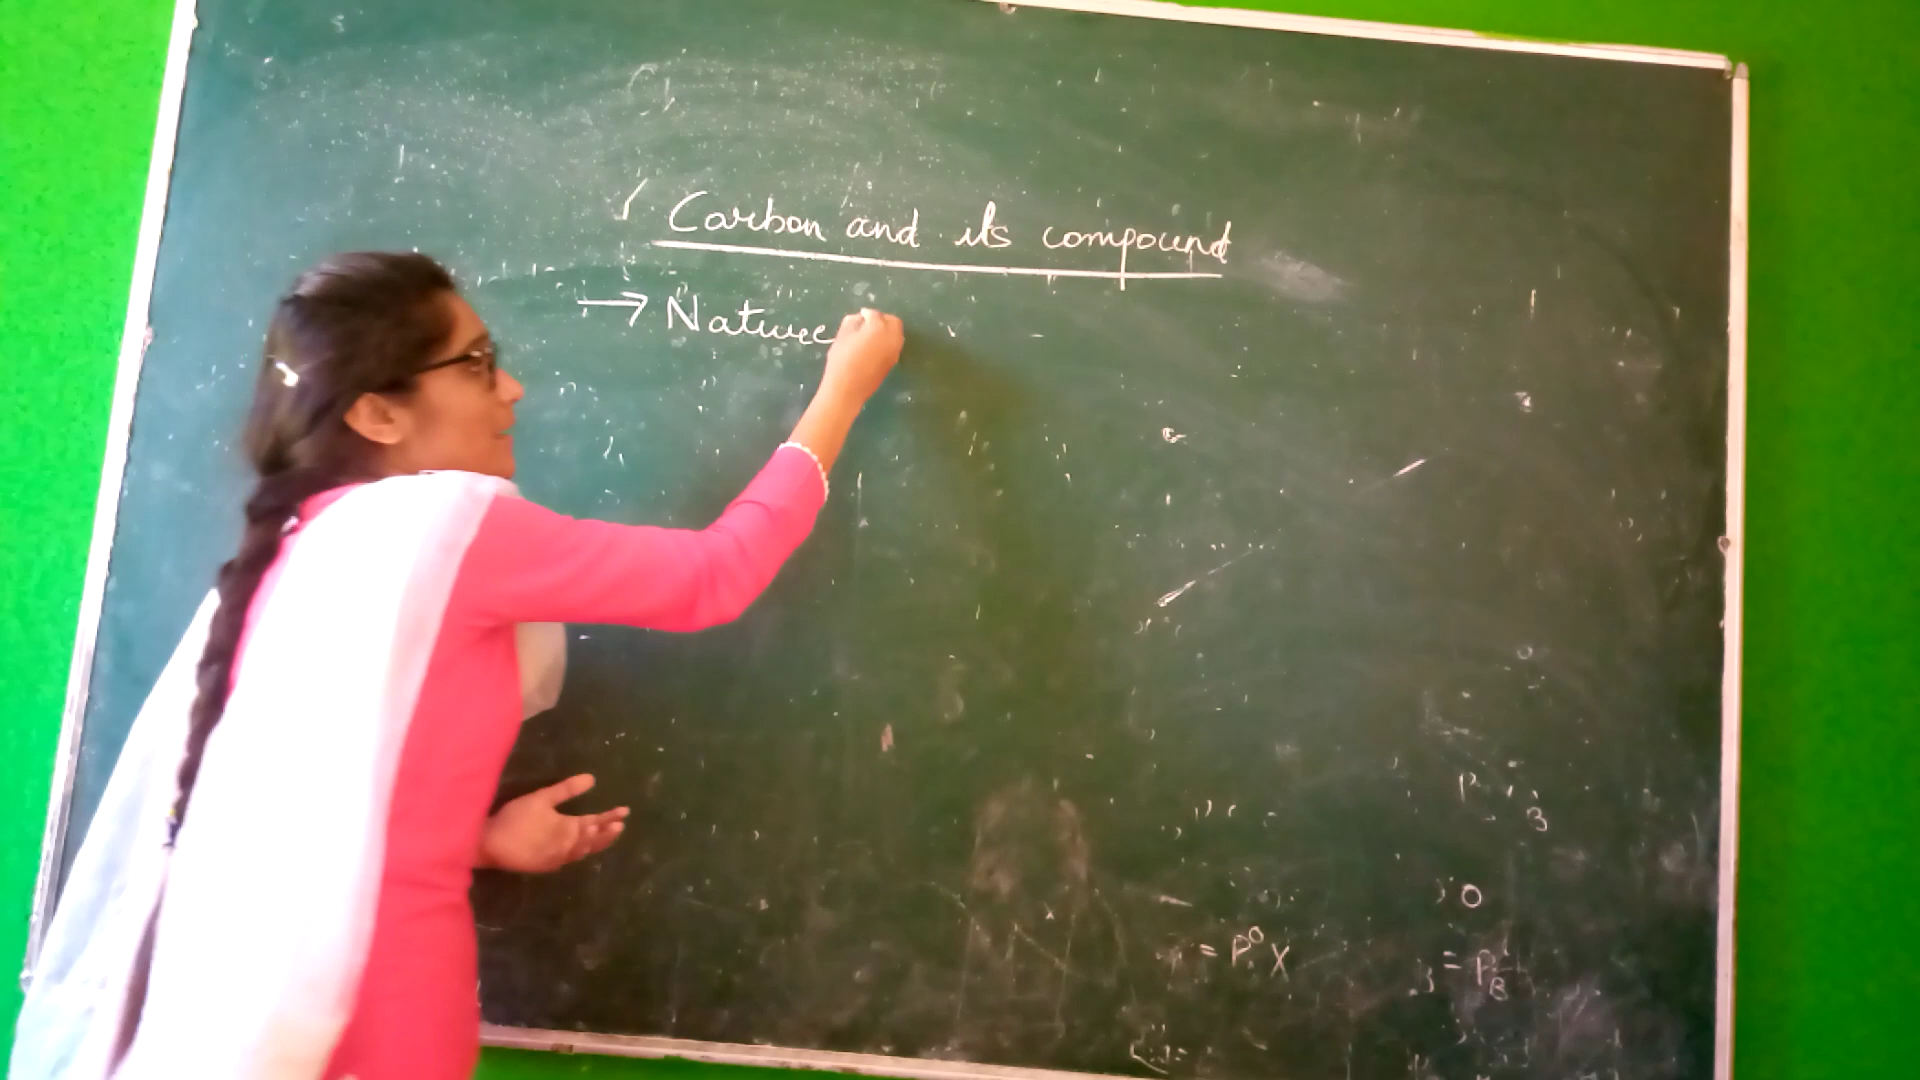 Carbon and its compound
→ Nature
= P° X
= P°B